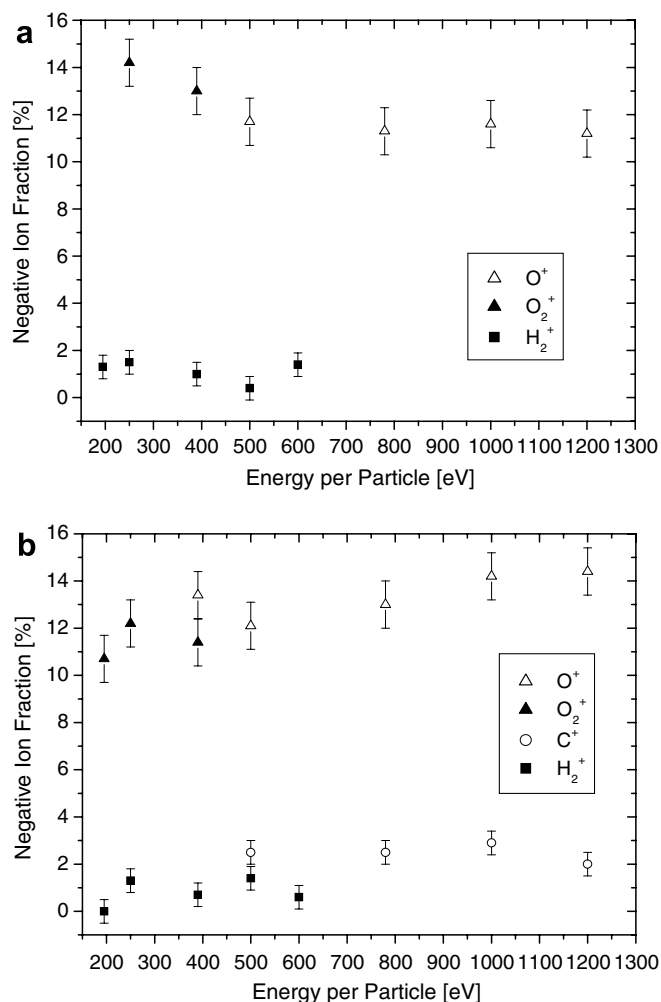 a
16
14
12
10
8
6
4
2
0
Negative Ion Fraction [%]
O⁺
O₂⁺
H₂⁺
200 300 400 500 600 700 800 900 1000 1100 1200 1300
Energy per Particle [eV]
b
16
14
12
10
8
6
4
2
0
Negative Ion Fraction [%]
O⁺
O₂⁺
C⁺
H₂⁺
200 300 400 500 600 700 800 900 1000 1100 1200 1300
Energy per Particle [eV]